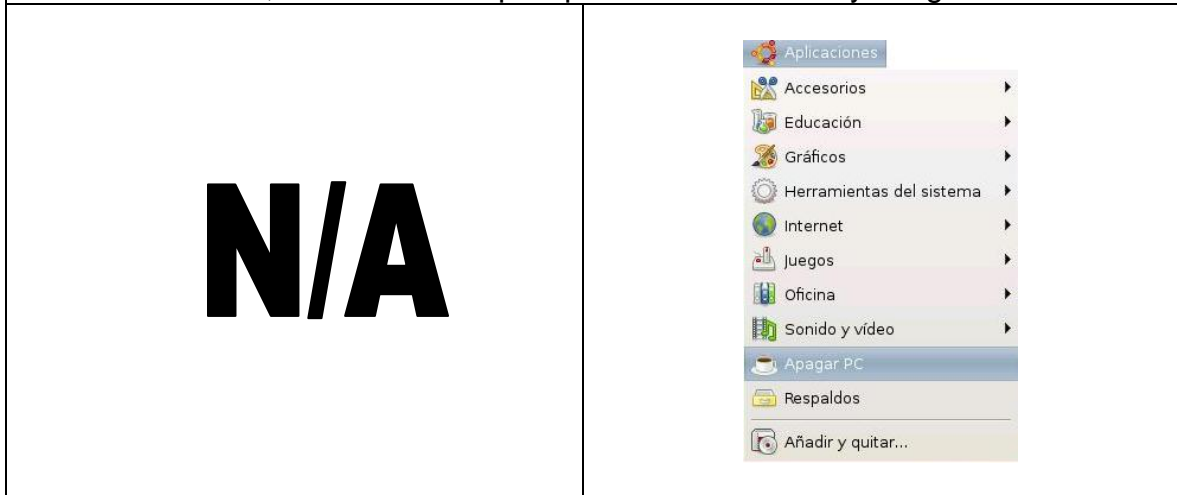 N/A
Aplicaciones
Accesorios
Educación
Gráficos
Herramientas del sistema
Internet
Juegos
Oficina
Sonido y vídeo
Apagar PC
Respaldos
Añadir y quitar...